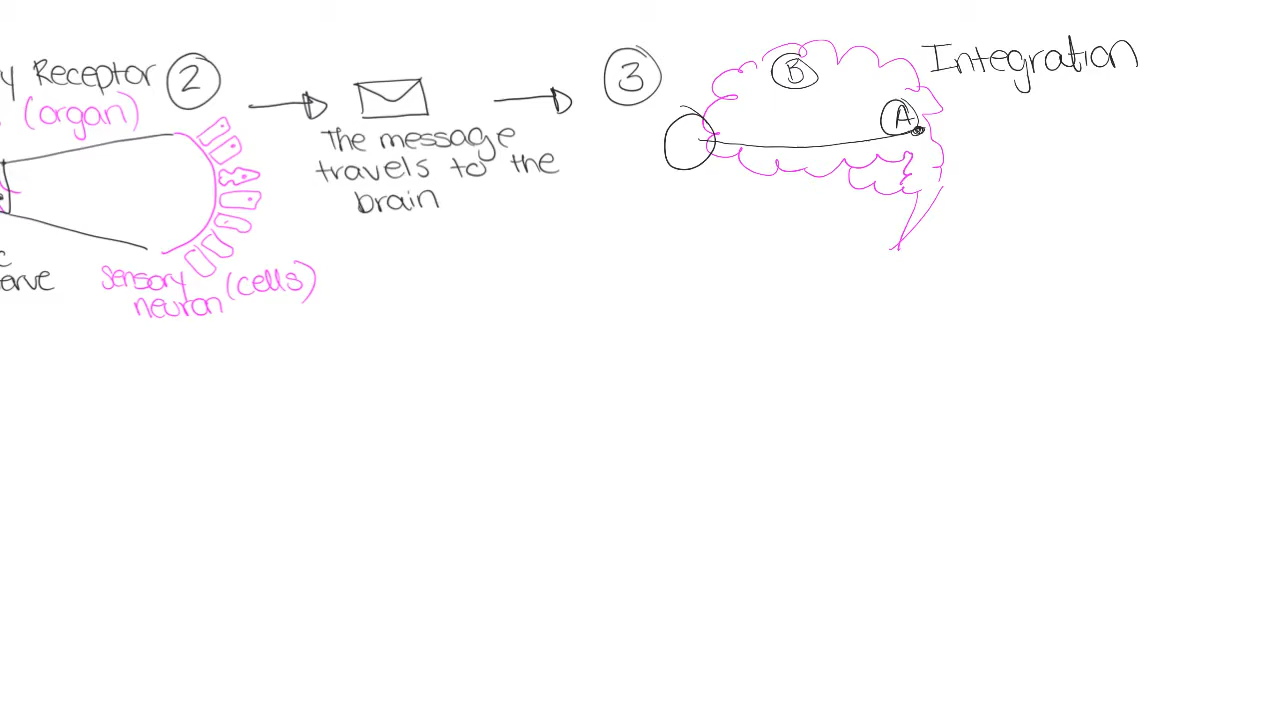 y Receptor 2
(organ)
The message
travels to the
brain
sensory (cells)
neuron
c
erve
3
B
A
Integration